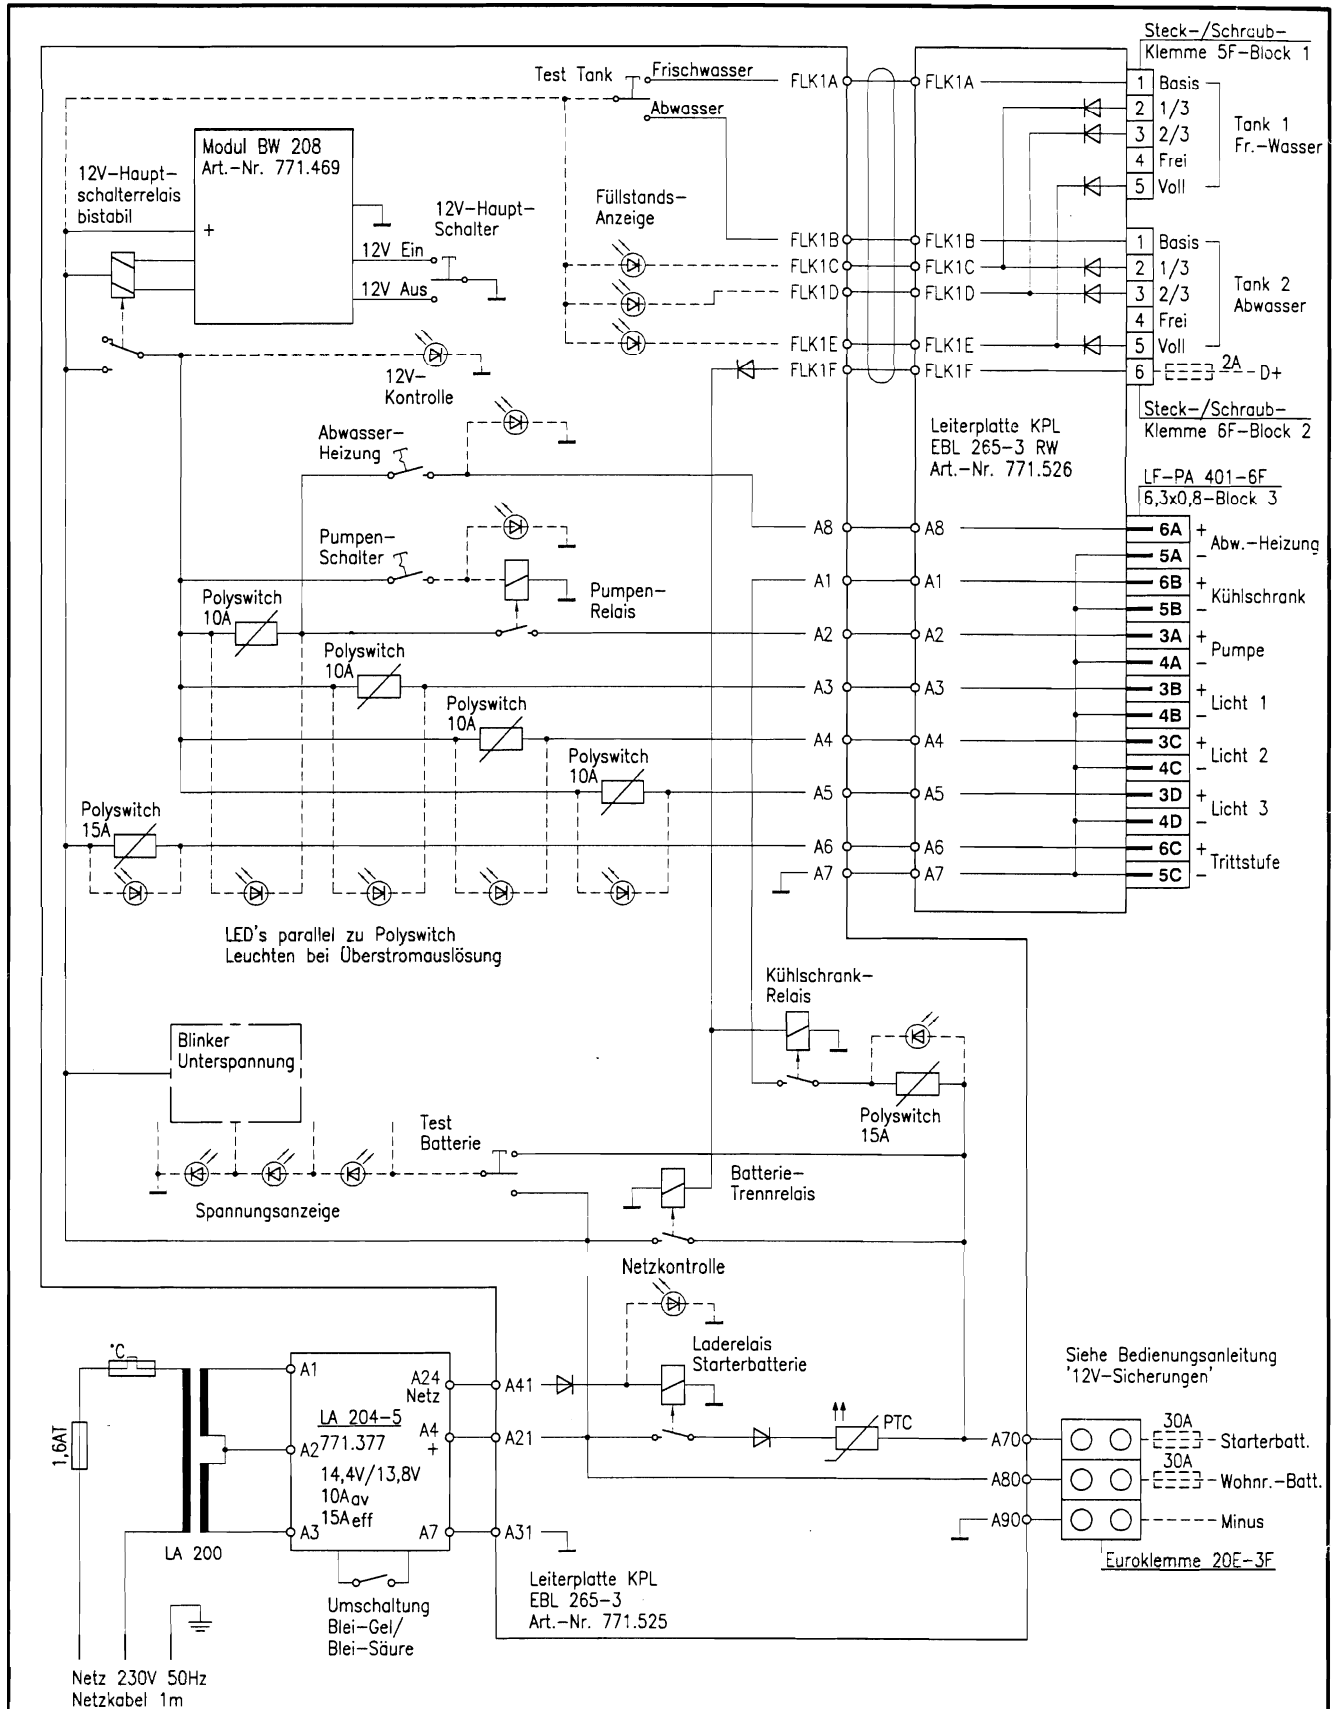 Steck-/Schraub-
Klemme 5F-Block 1
Test Tank
Frischwasser
FLK1A
FLK1A
1 Basis
Abwasser
2 1/3
3 2/3
4 Frei
5 Voll
Tank 1
Fr.-Wasser
Modul BW 208
Art.-Nr. 771.469
12V-Haupt-
schalterrelais
bistabil
+
12V Ein
12V Aus
12V-Haupt-
Schalter
Füllstands-
Anzeige
FLK1B
FLK1B
1 Basis
FLK1C
FLK1C
2 1/3
FLK1D
FLK1D
3 2/3
4 Frei
FLK1E
FLK1E
5 Voll
Tank 2
Abwasser
FLK1F
FLK1F
6
2A
D+
Steck-/Schraub-
Klemme 6F-Block 2
12V-
Kontrolle
Leiterplatte KPL
EBL 265-3 RW
Art.-Nr. 771.526
Abwasser-
Heizung
LF-PA 401-6F
6,3x0,8-Block 3
A8
A8
6A +
5A -
Abw.-Heizung
Pumpen-
Schalter
Pumpen-
Relais
A1
A1
6B +
5B -
Kühlschrank
Polyswitch
10A
A2
A2
3A +
4A -
Pumpe
Polyswitch
10A
A3
A3
3B +
4B -
Licht 1
Polyswitch
10A
A4
A4
3C +
4C -
Licht 2
Polyswitch
10A
A5
A5
3D +
4D -
Licht 3
Polyswitch
15A
A6
A6
6C +
A7
A7
5C -
Trittstufe
LED's parallel zu Polyswitch
Leuchten bei Überstromauslösung
Kühlschrank-
Relais
Polyswitch
15A
Blinker
Unterspannung
Test
Batterie
Spannungsanzeige
Batterie-
Trennrelais
Netzkontrolle
Laderelais
Starterbatterie
°C
1,6AT
LA 200
A1
A2
A3
LA 204-5
771.377
14,4V/13,8V
10Aav
15Aeff
A24
Netz
A4
+
A7
A41
A21
A31
PTC
Siehe Bedienungsanleitung
'12V-Sicherungen'
A70
30A
Starterbatt.
A80
30A
Wohnr.-Batt.
A90
Minus
Euroklemme 20E-3F
Umschaltung
Blei-Gel/
Blei-Säure
Leiterplatte KPL
EBL 265-3
Art.-Nr. 771.525
Netz 230V 50Hz
Netzkabel 1m